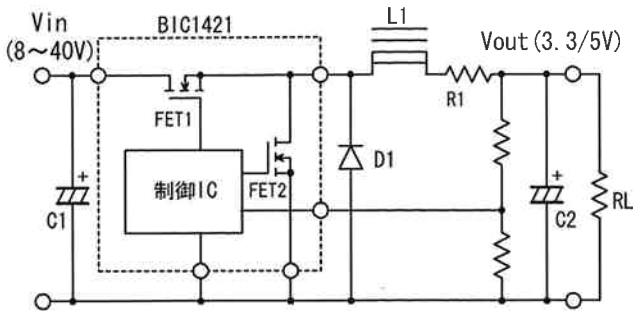 Vin
(8～40V)
BIC1421
L1
Vout(3.3/5V)
R1
FET1
D1
制御IC
FET2
C1
+
C2
+
RL